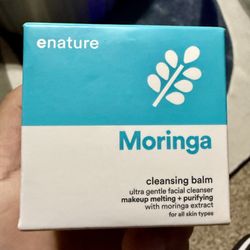 enature
Moringa
cleansing balm
ultra gentle facial cleanser
makeup melting + purifying
with moringa extract
for all skin types